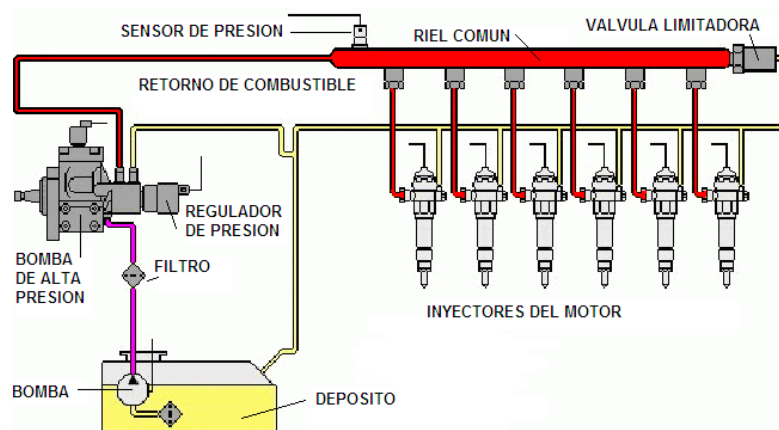 SENSOR DE PRESION
RIEL COMUN
VALVULA LIMITADORA
RETORNO DE COMBUSTIBLE
REGULADOR
DE PRESION
BOMBA
DE ALTA
PRESION
FILTRO
INYECTORES DEL MOTOR
BOMBA
DEPOSITO